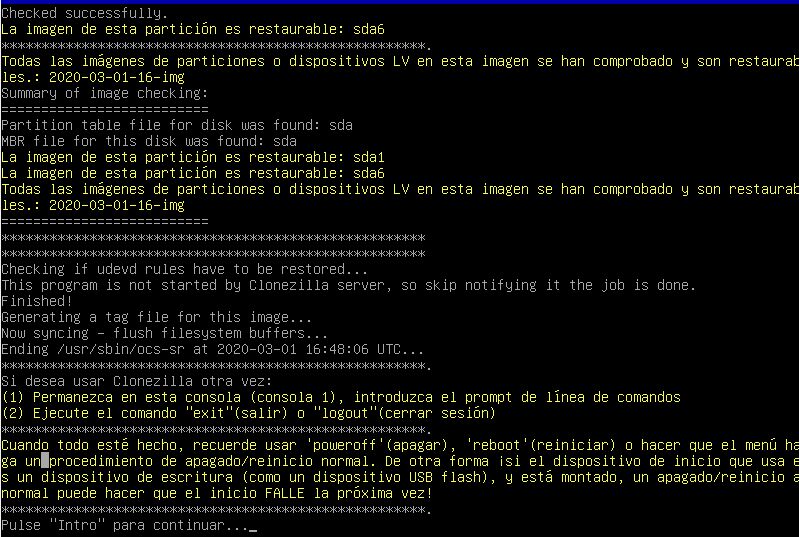 Checked successfully.
La imagen de esta partición es restaurable: sda6
*****************************************************.
Todas las imágenes de particiones o dispositivos LV en esta imagen se han comprobado y son restaurab
les.: 2020-03-01-16-img
Summary of image checking:
==========================
Partition table file for disk was found: sda
MBR file for this disk was found: sda
La imagen de esta partición es restaurable: sda1
La imagen de esta partición es restaurable: sda6
Todas las imágenes de particiones o dispositivos LV en esta imagen se han comprobado y son restaurab
les.: 2020-03-01-16-img
==========================
*****************************************************
*****************************************************
Checking if udevd rules have to be restored...
This program is not started by Clonezilla server, so skip notifying it the job is done.
Finished!
Generating a tag file for this image...
Now syncing - flush filesystem buffers...
Ending /usr/sbin/ocs-sr at 2020-03-01 16:48:06 UTC...
*****************************************************.
Si desea usar Clonezilla otra vez:
(1) Permanezca en esta consola (consola 1), introduzca el prompt de línea de comandos
(2) Ejecute el comando "exit"(salir) o "logout"(cerrar sesión)
*****************************************************.
Cuando todo esté hecho, recuerde usar 'poweroff'(apagar), 'reboot'(reiniciar) o hacer que el menú ha
ga un procedimiento de apagado/reinicio normal. De otra forma ¡si el dispositivo de inicio que usa e
s un dispositivo de escritura (como un dispositivo USB flash), y está montado, un apagado/reinicio a
normal puede hacer que el inicio FALLE la próxima vez!
*****************************************************.
Pulse "Intro" para continuar..._